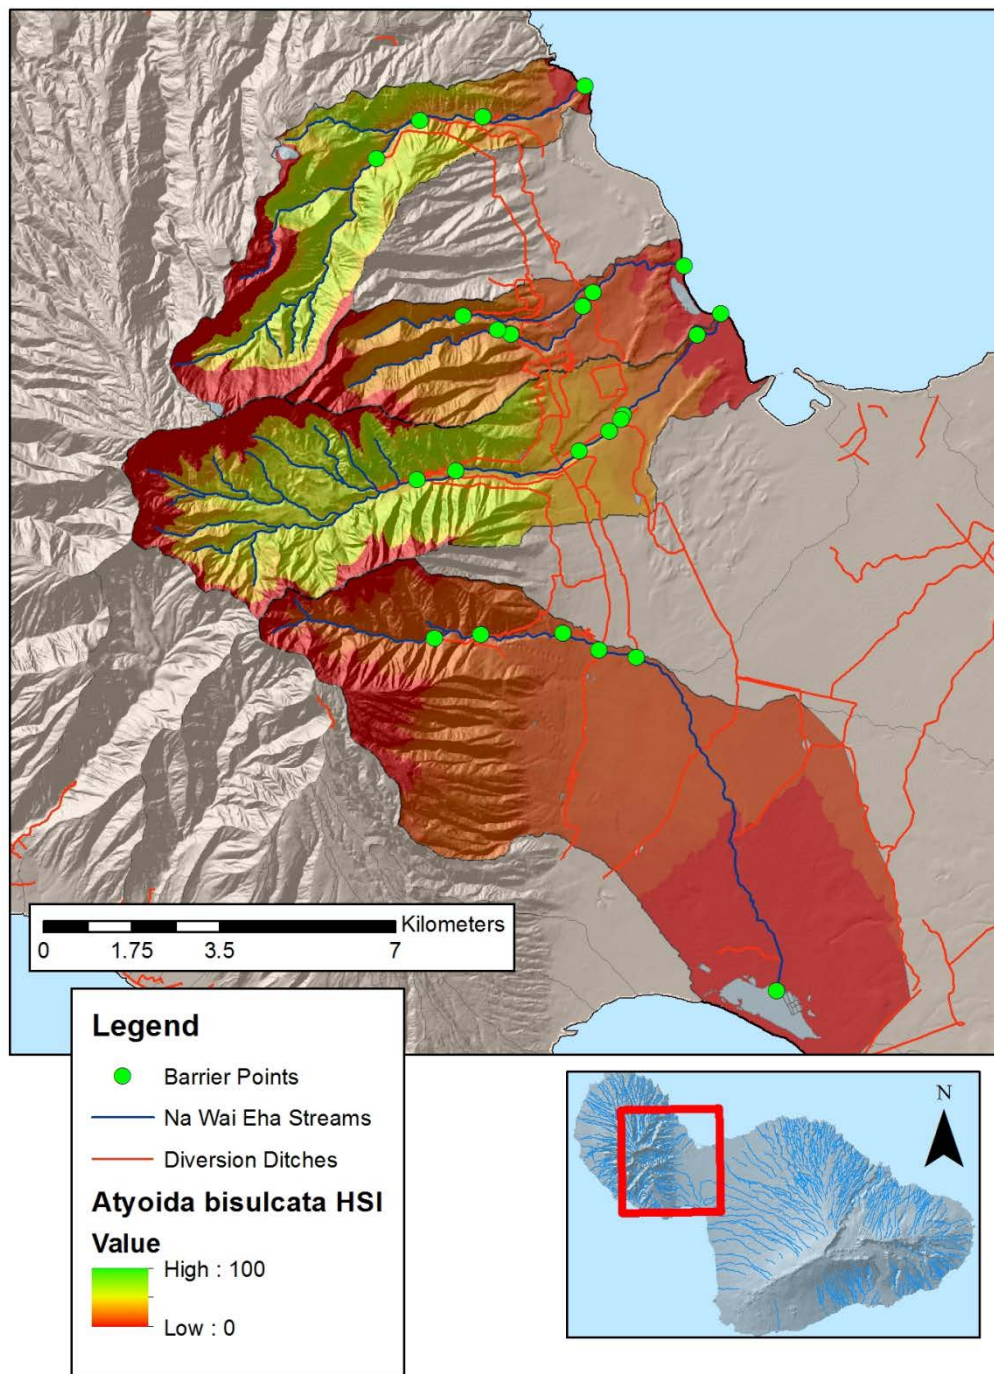 Kilometers
0 1.75 3.5 7
Legend
Barrier Points
Na Wai Eha Streams
Diversion Ditches
Atyoida bisulcata HSI
Value
High : 100
Low : 0
N